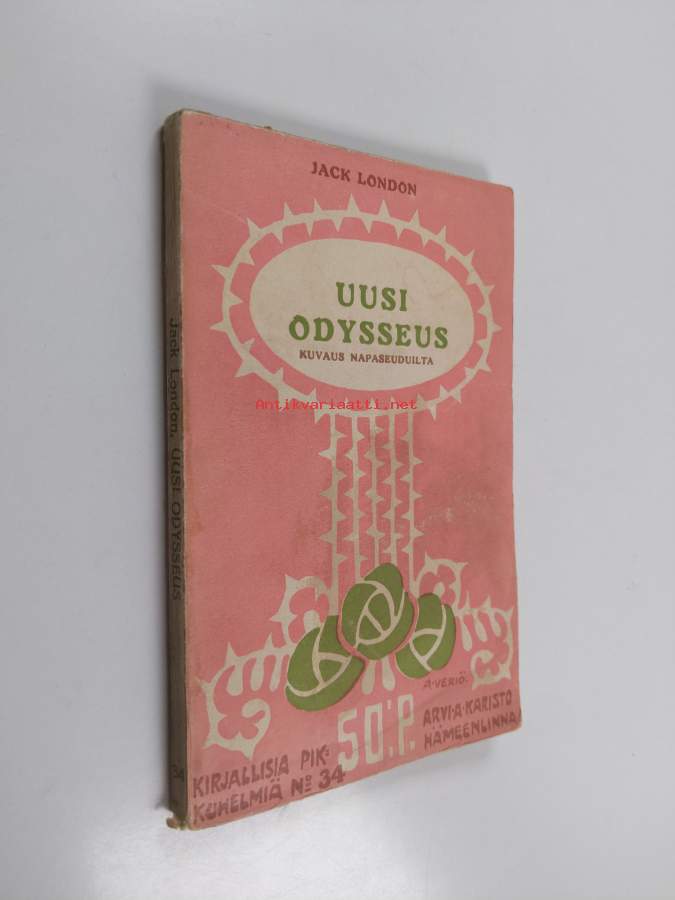 JACK LONDON
UUSI
ODYSSEUS
KUVAUS NAPASEUDUILTA
Antikvariaatti.net
A·VERIÖ.
KIRJALLISIA PIK:
KUHELMIÄ No 34
50:P.
ARVI·A·KARISTO
HÄMEENLINNA
Jack London, UUSI ODYSSEUS
34